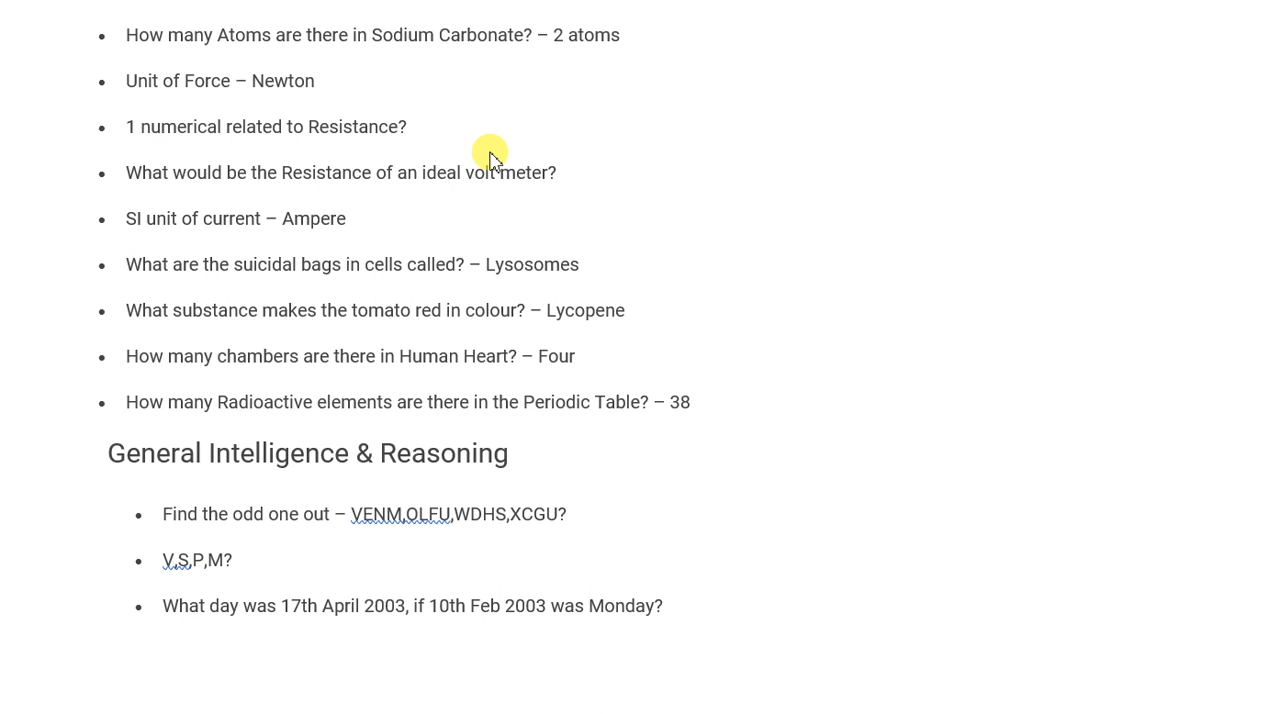 • How many Atoms are there in Sodium Carbonate? – 2 atoms
• Unit of Force – Newton
• 1 numerical related to Resistance?
• What would be the Resistance of an ideal volt meter?
• SI unit of current – Ampere
• What are the suicidal bags in cells called? – Lysosomes
• What substance makes the tomato red in colour? – Lycopene
• How many chambers are there in Human Heart? – Four
• How many Radioactive elements are there in the Periodic Table? – 38
General Intelligence & Reasoning
• Find the odd one out – VENM,OLFU,WDHS,XCGU?
• V,S,P,M?
• What day was 17th April 2003, if 10th Feb 2003 was Monday?